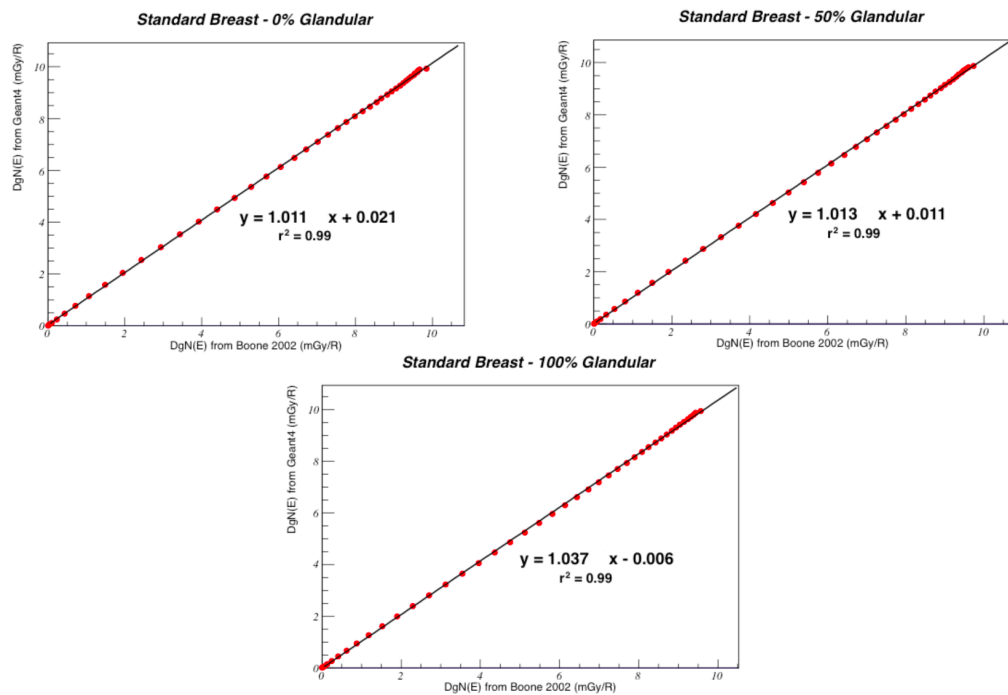 Standard Breast - 0% Glandular
DgN(E) from Geant4 (mGy/R)
10
8
6
4
2
0
y = 1.011 x + 0.021
r² = 0.99
0 2 4 6 8 10
DgN(E) from Boone 2002 (mGy/R)
Standard Breast - 50% Glandular
DgN(E) from Geant4 (mGy/R)
10
8
6
4
2
0
y = 1.013 x + 0.011
r² = 0.99
0 2 4 6 8 10
DgN(E) from Boone 2002 (mGy/R)
Standard Breast - 100% Glandular
DgN(E) from Geant4 (mGy/R)
10
8
6
4
2
0
y = 1.037 x - 0.006
r² = 0.99
0 2 4 6 8 10
DgN(E) from Boone 2002 (mGy/R)